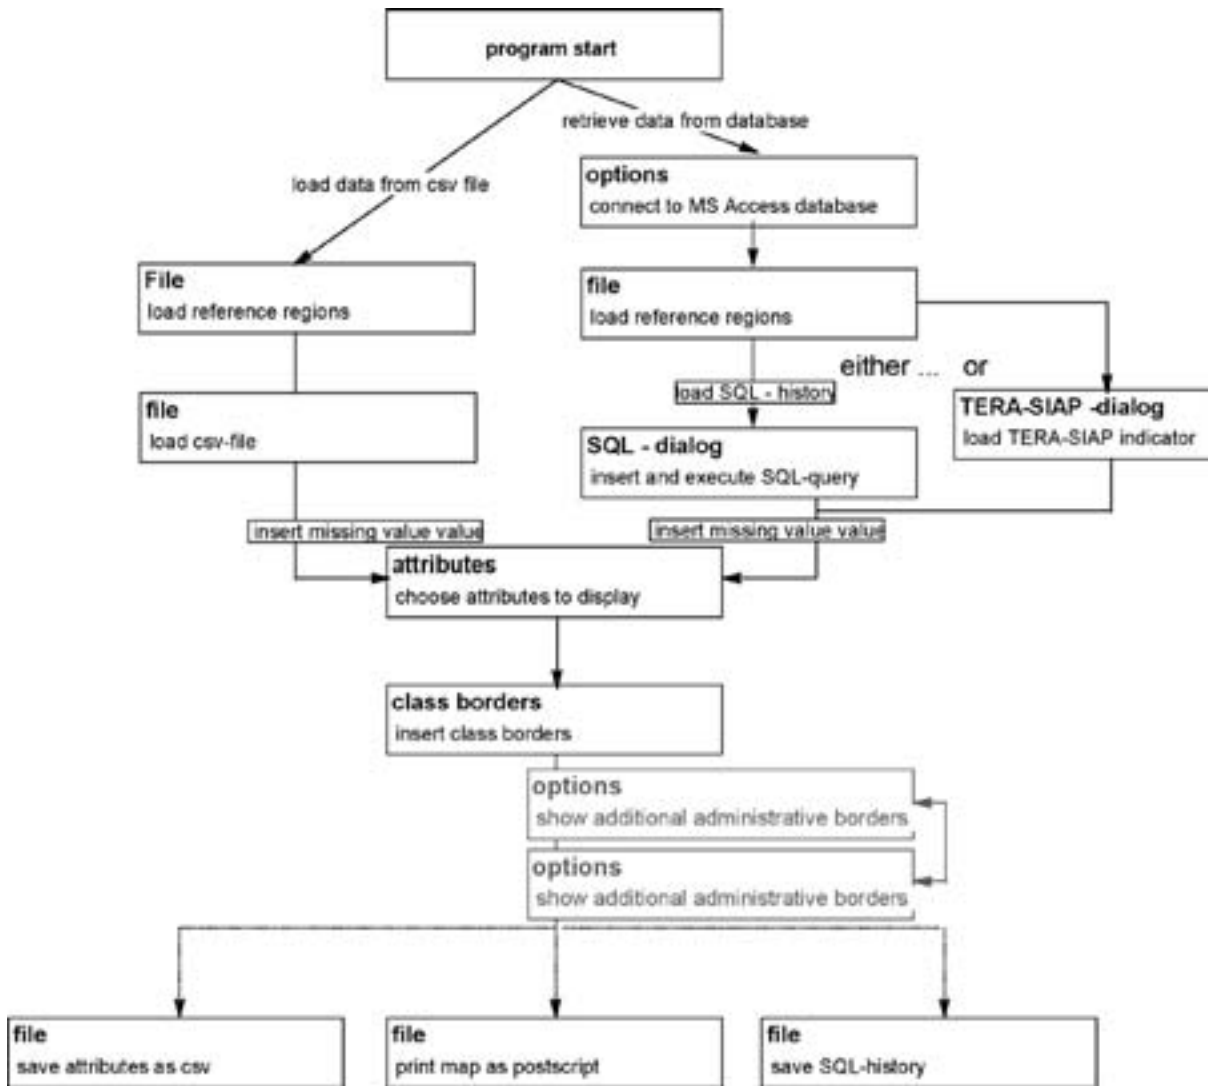 program start
retrieve data from database
load data from csv file
options
connect to MS Access database
File
load reference regions
file
load reference regions
either ... or
load SQL - history
file
load csv-file
TERA-SIAP -dialog
load TERA-SIAP indicator
SQL - dialog
insert and execute SQL-query
insert missing value value
insert missing value value
attributes
choose attributes to display
class borders
insert class borders
options
show additional administrative borders
options
show additional administrative borders
file
save attributes as csv
file
print map as postscript
file
save SQL-history